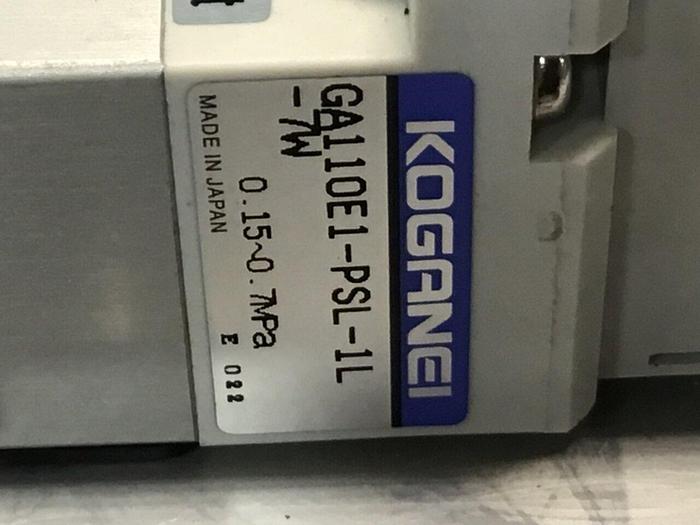 KOGANEI
GA110E1-PSL-1L
-7W
0.15~0.7MPa
MADE IN JAPAN
E 022